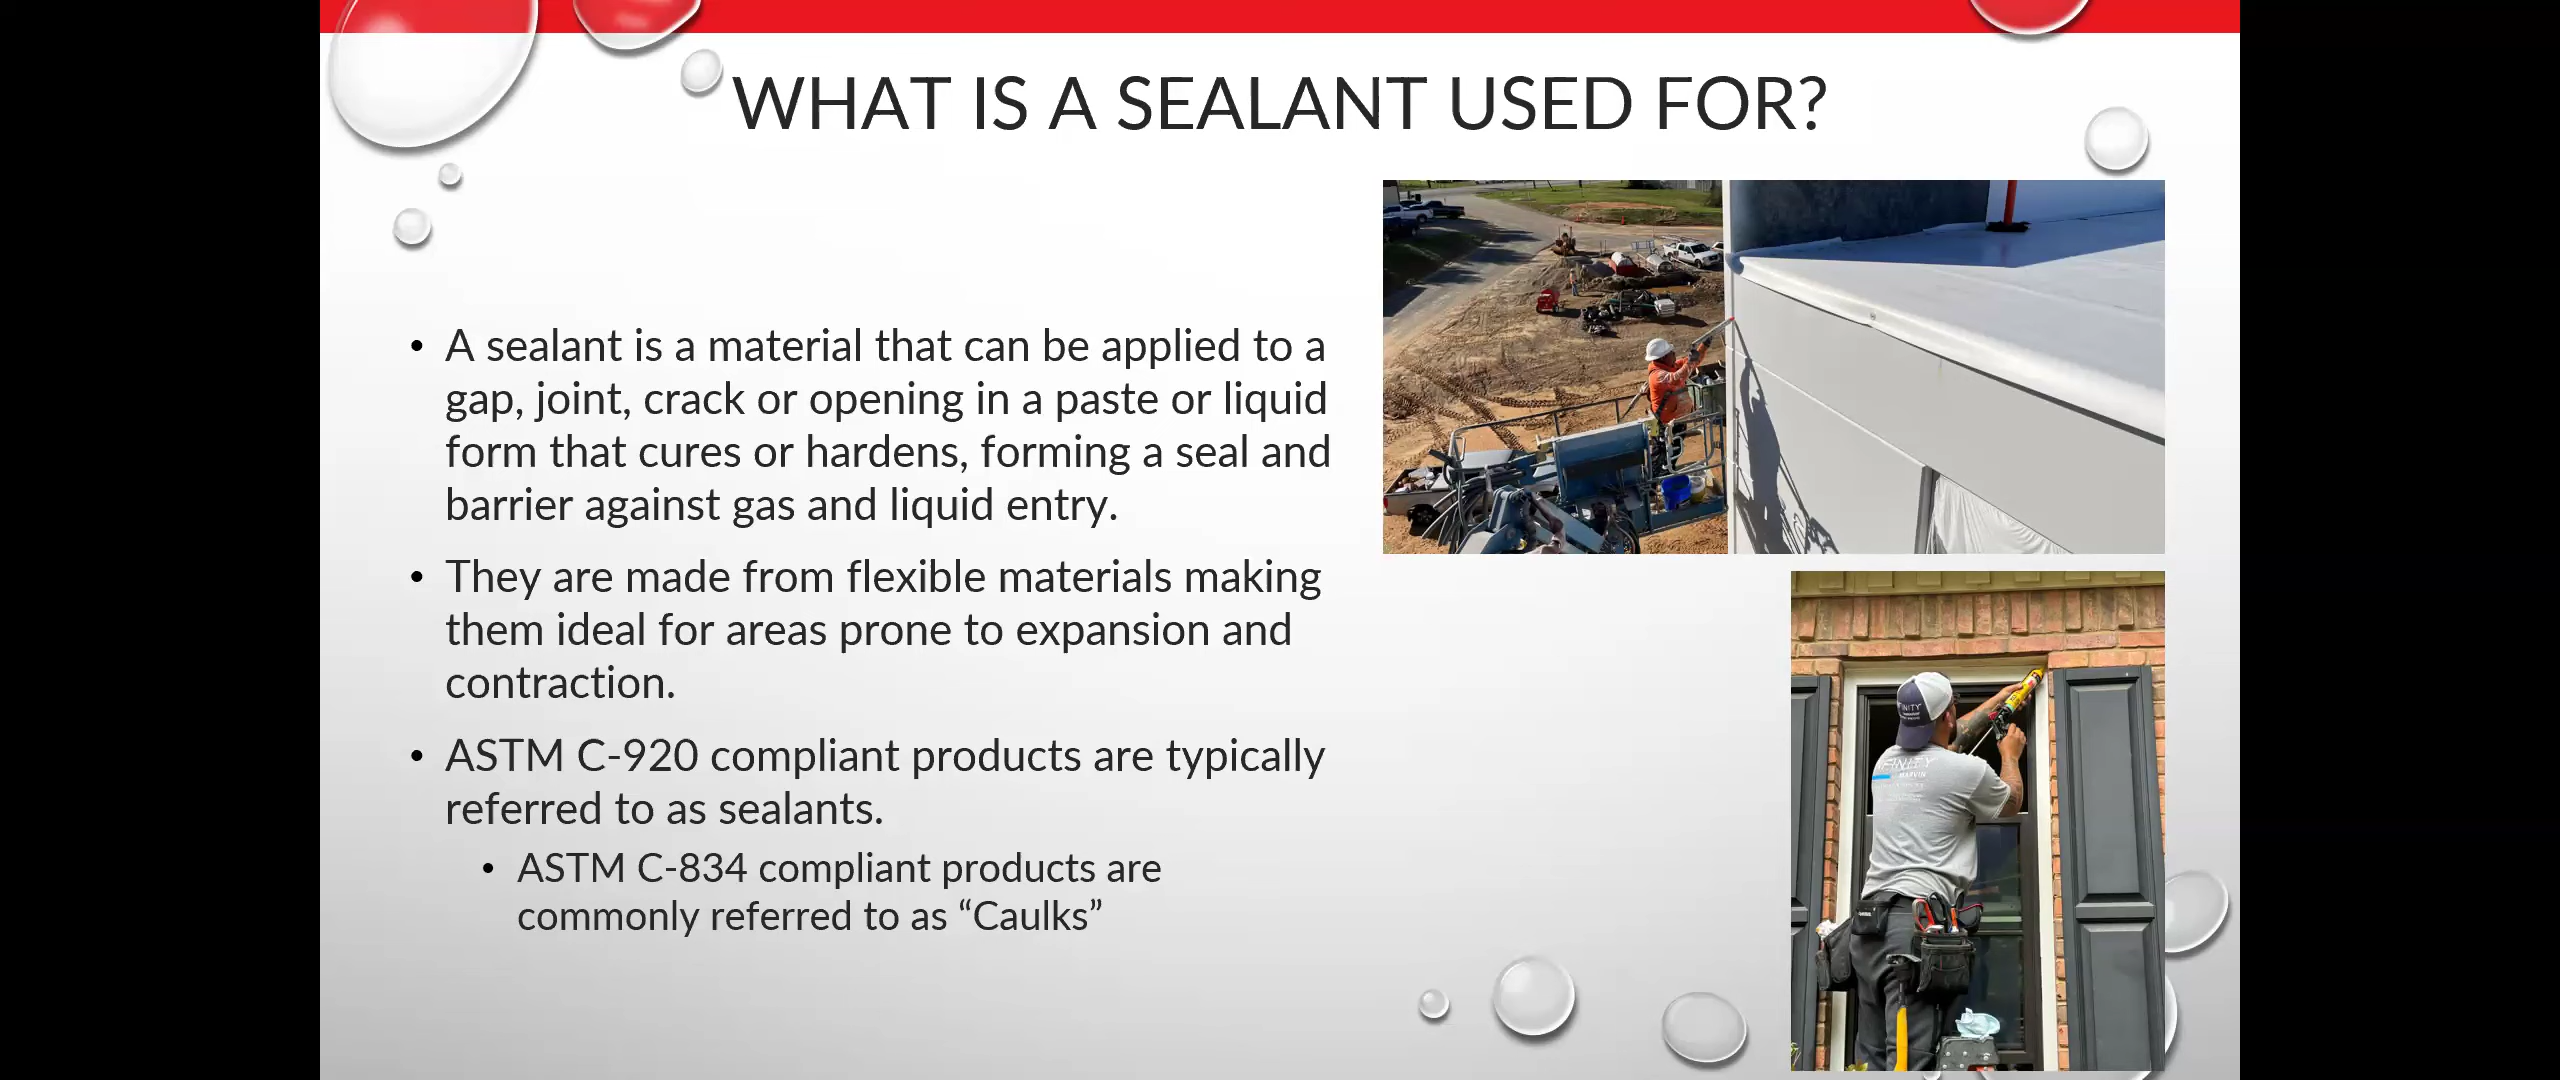 WHAT IS A SEALANT USED FOR?
• A sealant is a material that can be applied to a
gap, joint, crack or opening in a paste or liquid
form that cures or hardens, forming a seal and
barrier against gas and liquid entry.
• They are made from flexible materials making
them ideal for areas prone to expansion and
contraction.
• ASTM C-920 compliant products are typically
referred to as sealants.
• ASTM C-834 compliant products are
commonly referred to as “Caulks”
MARVIN